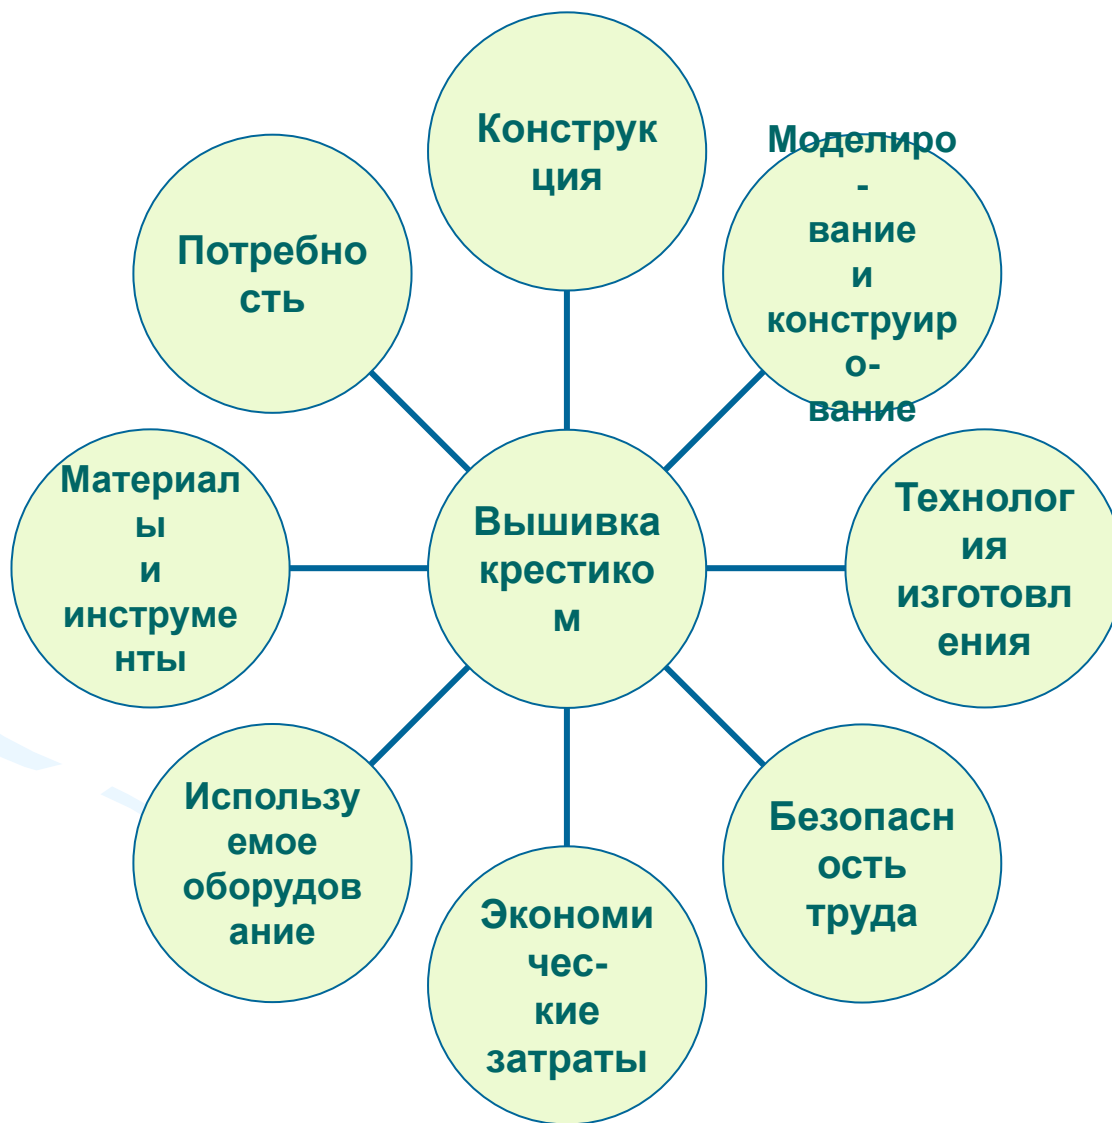 Конструк
ция
Моделиро
-
вание
и
конструир
о-
вание
Потребно
сть
Материал
ы
и
инструме
нты
Вышивка
крестико
м
Технолог
ия
изготовл
ения
Использу
емое
оборудов
ание
Безопасн
ость
труда
Экономи
чес-
кие
затраты